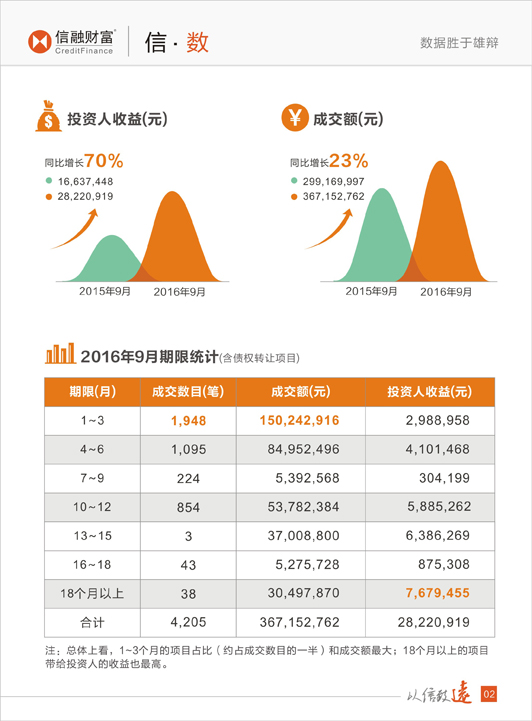 信融财富
CreditFinance
信·数
数据胜于雄辩
投资人收益(元)
同比增长70%
16,637,448
28,220,919
2015年9月 2016年9月
成交额(元)
同比增长23%
299,169,997
367,152,762
2015年9月 2016年9月
2016年9月期限统计(含债权转让项目)
期限(月) 成交数目(笔) 成交额(元) 投资人收益(元)
1~3 1,948 150,242,916 2,988,958
4~6 1,095 84,952,496 4,101,468
7~9 224 5,392,568 304,199
10~12 854 53,782,384 5,885,262
13~15 3 37,008,800 6,386,269
16~18 43 5,275,728 875,308
18个月以上 38 30,497,870 7,679,455
合计 4,205 367,152,762 28,220,919
注：总体上看，1~3个月的项目占比（约占成交数目的一半）和成交额最大；18个月以上的项目
带给投资人的收益也最高。
以信致远
02